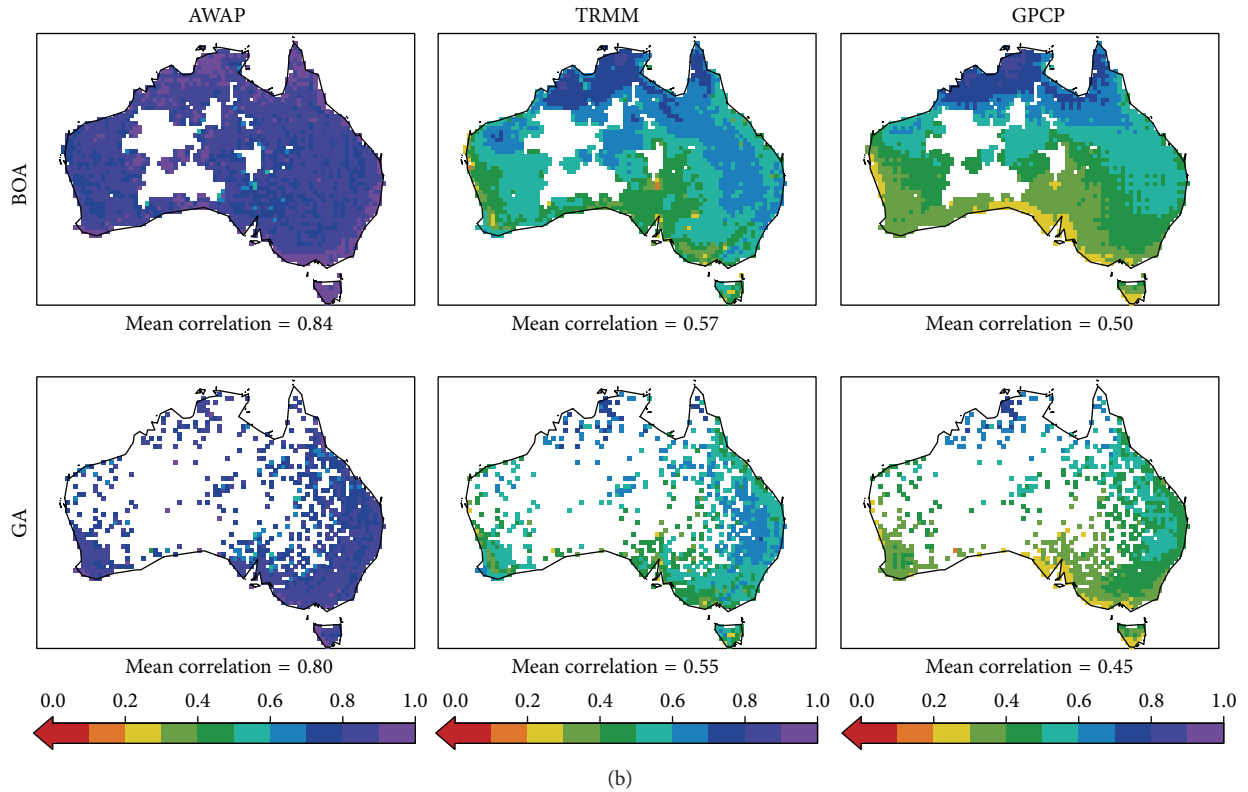 AWAP TRMM GPCP
BOA
Mean correlation = 0.84 Mean correlation = 0.57 Mean correlation = 0.50
GA
Mean correlation = 0.80 Mean correlation = 0.55 Mean correlation = 0.45
0.0 0.2 0.4 0.6 0.8 1.0 0.0 0.2 0.4 0.6 0.8 1.0 0.0 0.2 0.4 0.6 0.8 1.0
(b)